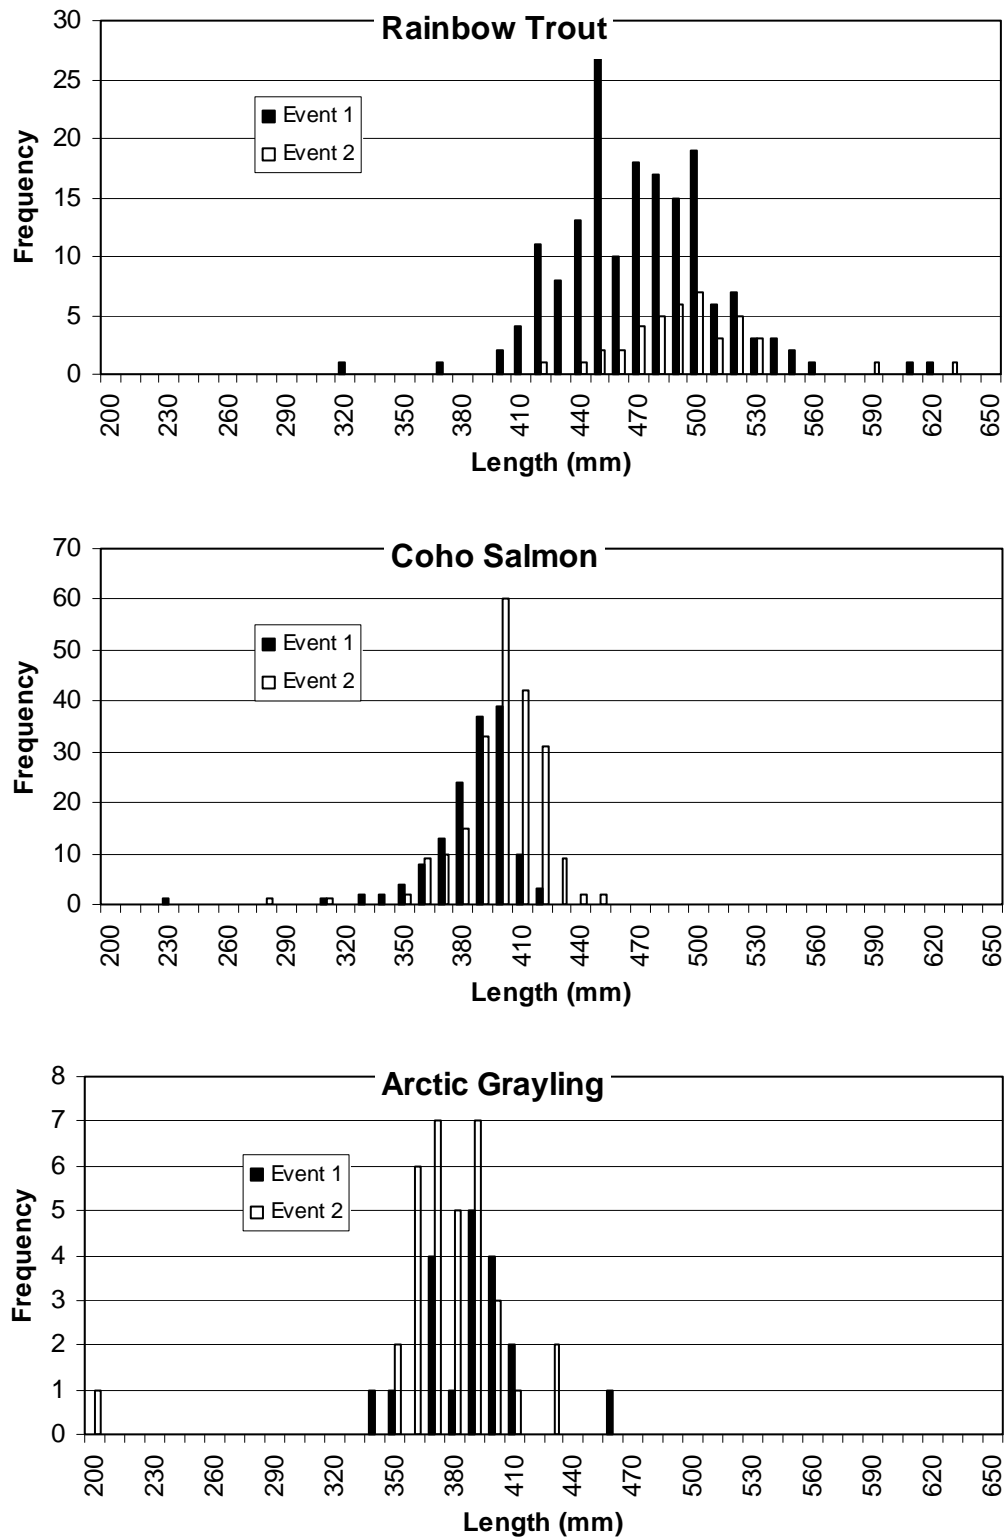 Rainbow Trout
30
25
20
15
10
5
0
Frequency
Event 1
Event 2
200 230 260 290 320 350 380 410 440 470 500 530 560 590 620 650
Length (mm)
Coho Salmon
70
60
50
40
30
20
10
0
Frequency
Event 1
Event 2
200 230 260 290 320 350 380 410 440 470 500 530 560 590 620 650
Length (mm)
Arctic Grayling
8
7
6
5
4
3
2
1
0
Frequency
Event 1
Event 2
200 230 260 290 320 350 380 410 440 470 500 530 560 590 620 650
Length (mm)